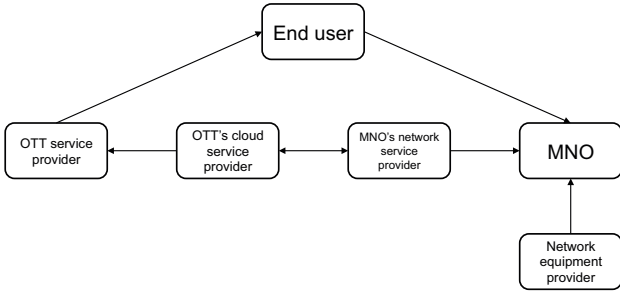 End user
OTT service
provider
OTT's cloud
service
provider
MNO's network
service
provider
MNO
Network
equipment
provider